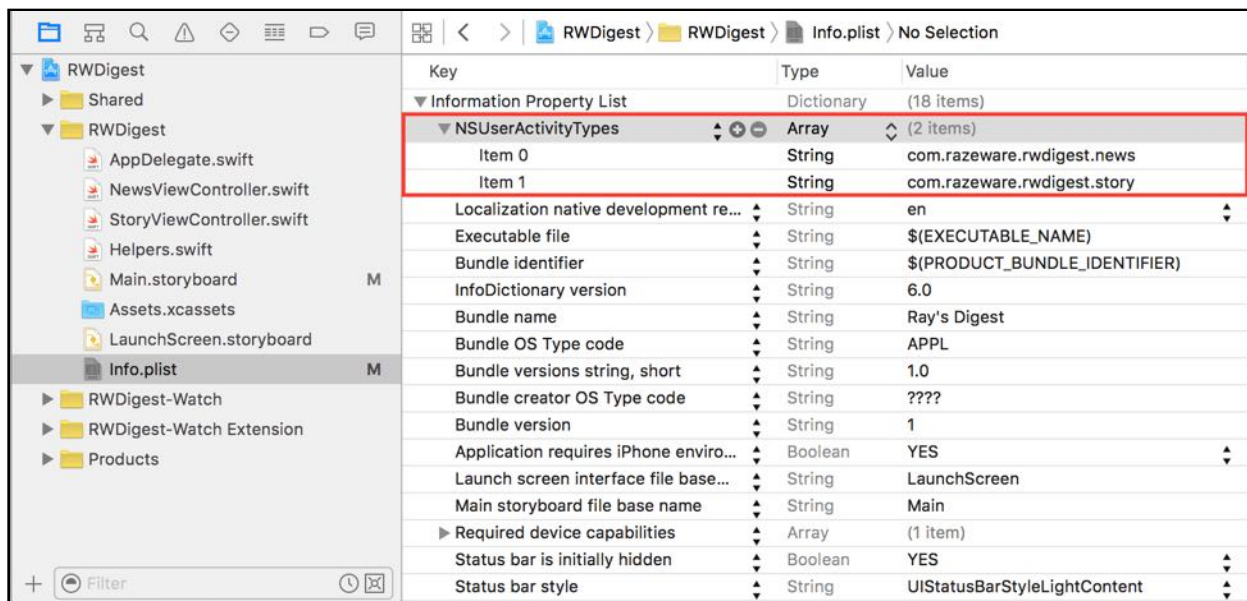 RWDigest RWDigest Info.plist No Selection
RWDigest
Shared
RWDigest
AppDelegate.swift
NewsViewController.swift
StoryViewController.swift
Helpers.swift
Main.storyboard M
Assets.xcassets
LaunchScreen.storyboard
Info.plist M
RWDigest-Watch
RWDigest-Watch Extension
Products
Filter
Key Type Value
Information Property List Dictionary (18 items)
NSUserActivityTypes Array (2 items)
Item 0 String com.razeware.rwdigest.news
Item 1 String com.razeware.rwdigest.story
Localization native development re... String en
Executable file String $(EXECUTABLE_NAME)
Bundle identifier String $(PRODUCT_BUNDLE_IDENTIFIER)
InfoDictionary version String 6.0
Bundle name String Ray's Digest
Bundle OS Type code String APPL
Bundle versions string, short String 1.0
Bundle creator OS Type code String ????
Bundle version String 1
Application requires iPhone enviro... Boolean YES
Launch screen interface file base... String LaunchScreen
Main storyboard file base name String Main
Required device capabilities Array (1 item)
Status bar is initially hidden Boolean YES
Status bar style String UIStatusBarStyleLightContent